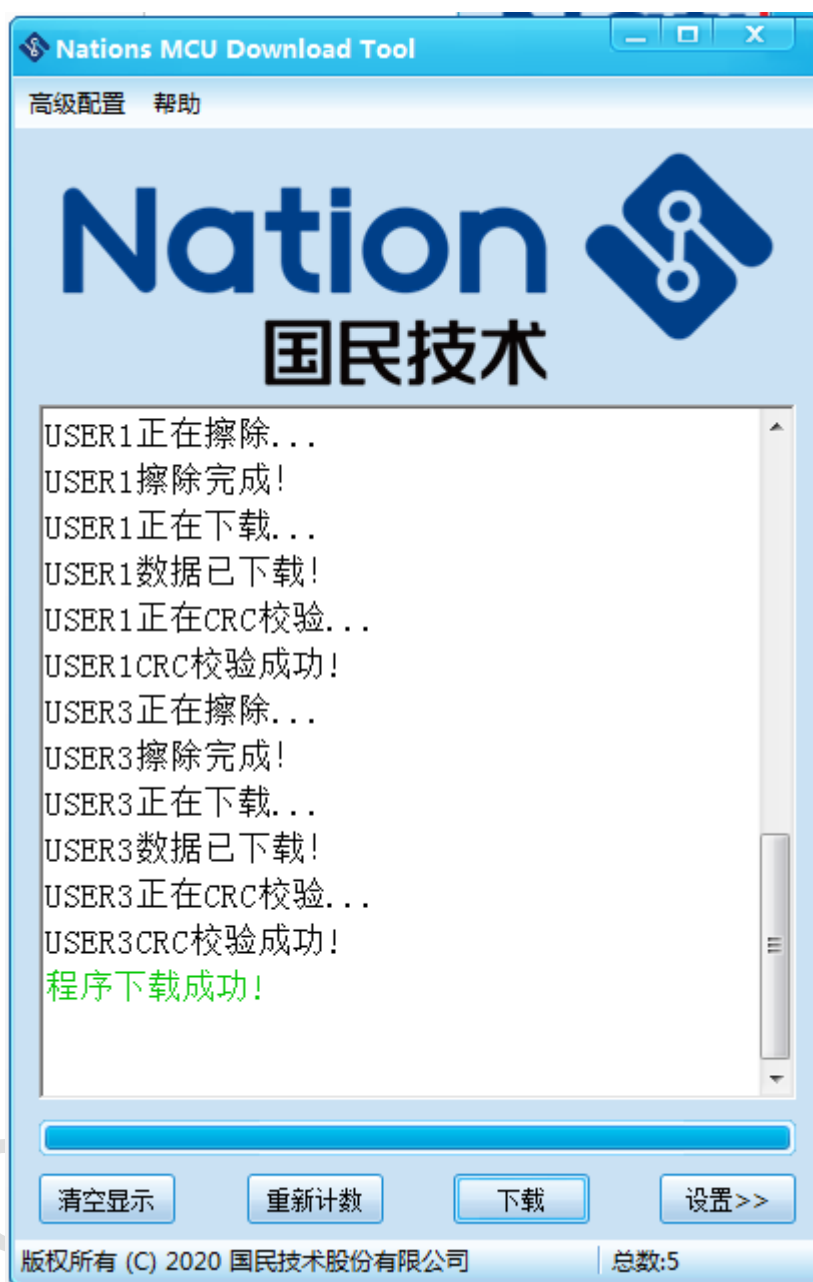 Nations MCU Download Tool
高级配置 帮助
Nation
国民技术
USER1正在擦除...
USER1擦除完成!
USER1正在下载...
USER1数据已下载!
USER1正在CRC校验...
USER1CRC校验成功!
USER3正在擦除...
USER3擦除完成!
USER3正在下载...
USER3数据已下载!
USER3正在CRC校验...
USER3CRC校验成功!
程序下载成功!
清空显示 重新计数 下载 设置>>
版权所有 (C) 2020 国民技术股份有限公司 总数:5